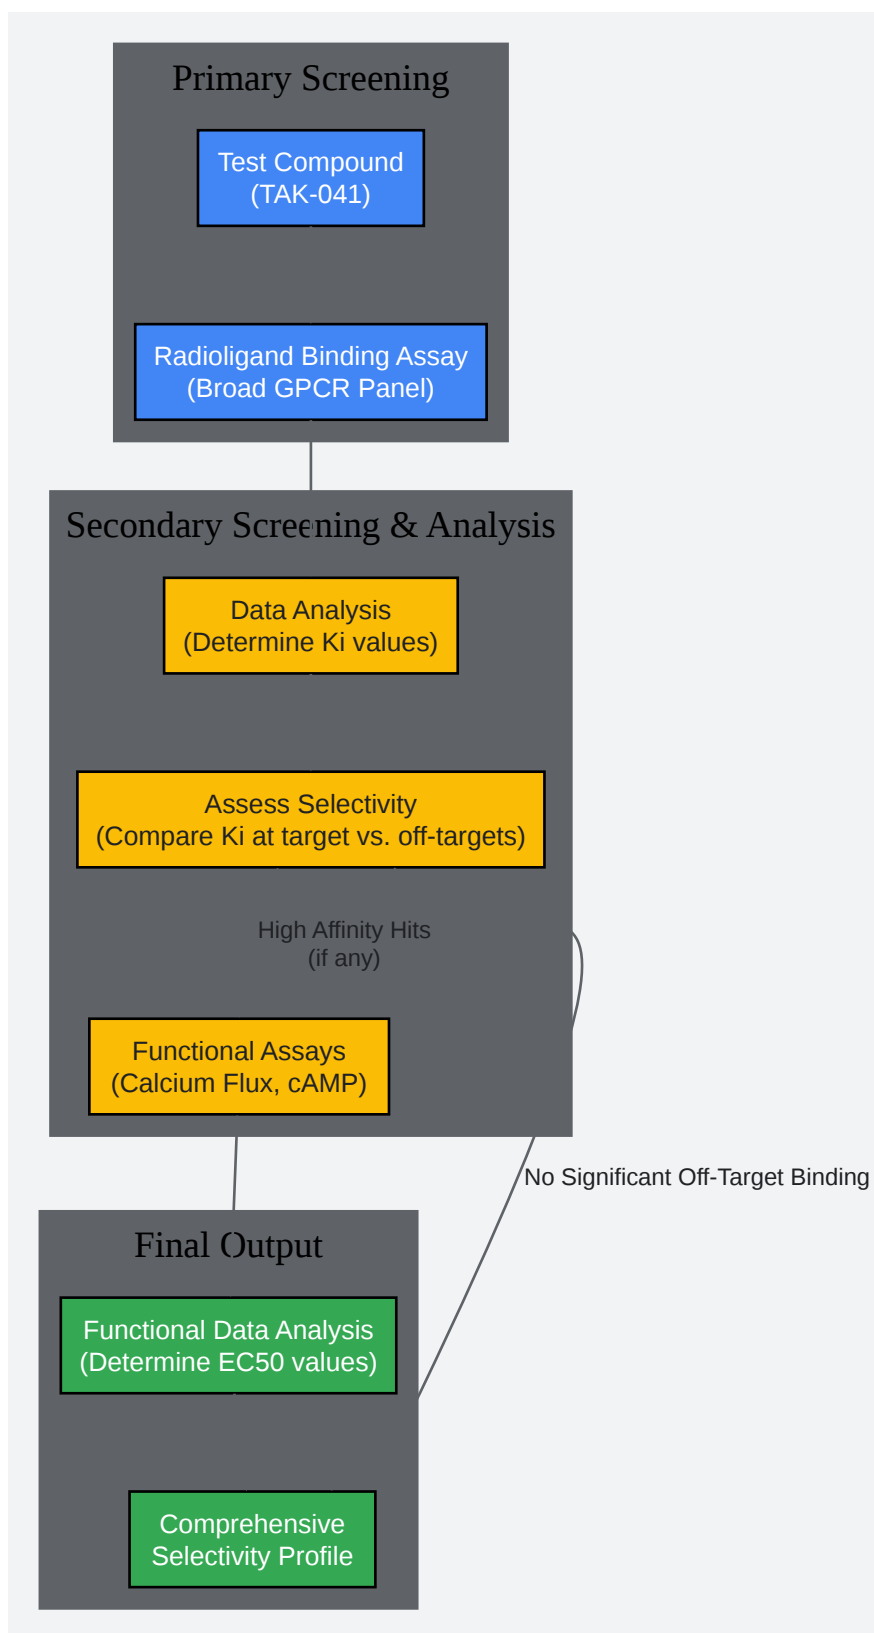 Primary Screening
Test Compound
(TAK-041)
Radioligand Binding Assay
(Broad GPCR Panel)
Secondary Screening & Analysis
Data Analysis
(Determine Ki values)
Assess Selectivity
(Compare Ki at target vs. off-targets)
High Affinity Hits
(if any)
Functional Assays
(Calcium Flux, cAMP)
No Significant Off-Target Binding
Final Output
Functional Data Analysis
(Determine EC50 values)
Comprehensive
Selectivity Profile